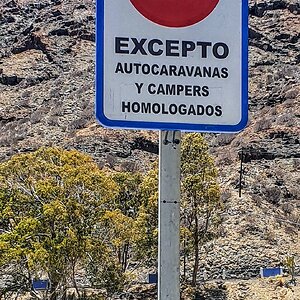 EXCEPTO
AUTOCARAVANAS
Y CAMPERS
HOMOLOGADOS